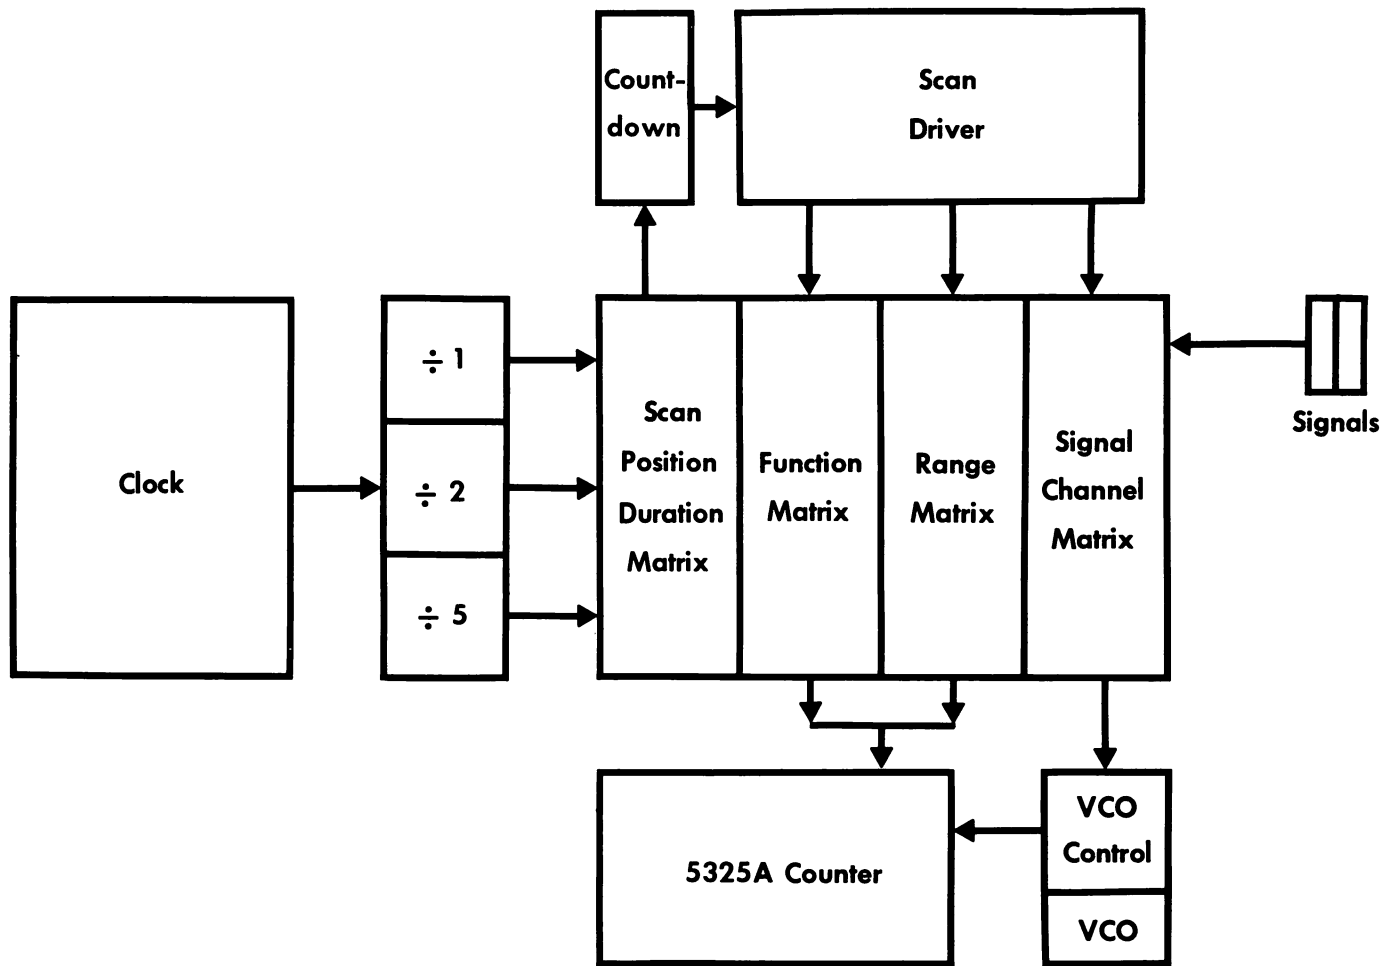 Count-
down
Scan
Driver
Clock
÷ 1
÷ 2
÷ 5
Scan
Position
Duration
Matrix
Function
Matrix
Range
Matrix
Signal
Channel
Matrix
Signals
5325A Counter
VCO
Control
VCO